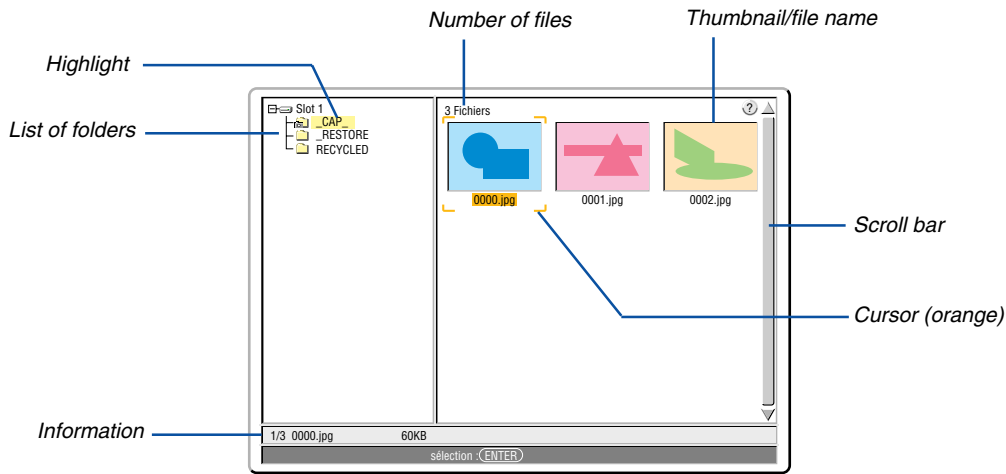 Number of files
Thumbnail/file name
Highlight
List of folders
Slot 1
_CAP_
_RESTORE
RECYCLED
3 Fichiers
?
0000.jpg
0001.jpg
0002.jpg
Scroll bar
Cursor (orange)
Information
1/3 0000.jpg 60KB
sélection :ENTER